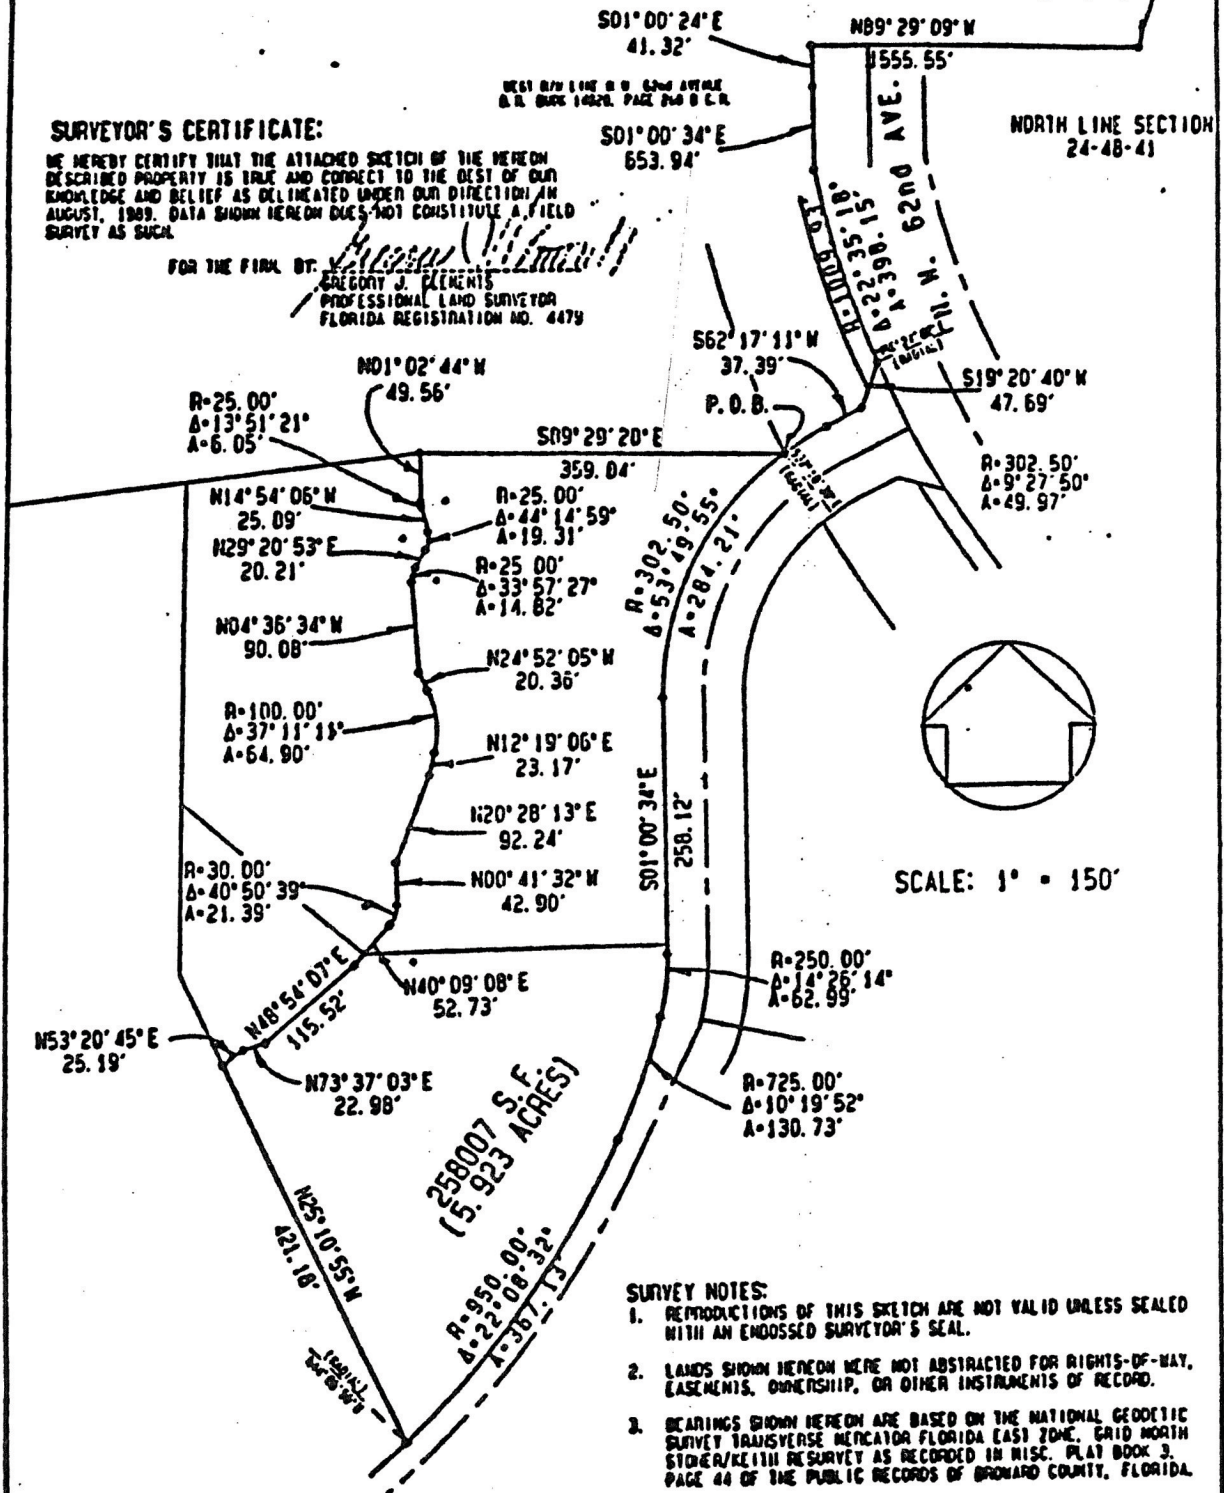 S01° 00' 24" E
41.32'
N89° 29' 09" W
1555.55'
S01° 00' 34" E
653.94'
NORTH LINE SECTION
24-48-41
N. W. 62nd AVE.
Δ=22° 35' 18"
A=398.15'
SURVEYOR'S CERTIFICATE:
WE HEREBY CERTIFY THAT THE ATTACHED SKETCH OF THE HEREON
DESCRIBED PROPERTY IS TRUE AND CORRECT TO THE BEST OF OUR
KNOWLEDGE AND BELIEF AS DELINEATED UNDER OUR DIRECTION IN
AUGUST, 1989. DATA SHOWN HEREON DOES NOT CONSTITUTE A FIELD
SURVEY AS SUCH.
FOR THE FIRM, BY:
GREGORY J. CLEMENTS
PROFESSIONAL LAND SURVEYOR
FLORIDA REGISTRATION NO. 4479
S62° 17' 11" W
37.39'
S19° 20' 40" W
47.69'
P.O.B.
R=302.50'
Δ=9° 27' 50"
A=49.97'
N01° 02' 44" W
49.56'
R=25.00'
Δ=13° 51' 21"
A=6.05'
S89° 29' 20" E
359.04'
N14° 54' 06" W
25.09'
R=25.00'
Δ=44° 14' 59"
A=19.31'
N29° 20' 53" E
20.21'
R=25 00'
Δ=33° 57' 27"
A=14.82'
R=302.50'
Δ=53° 49' 55"
A=284.21'
N04° 36' 34" W
90.08'
N24° 52' 05" W
20.36'
R=100.00'
Δ=37° 11' 11"
A=64.90'
N12° 19' 06" E
23.17'
N20° 28' 13" E
92.24'
S01° 00' 34" E
258.12'
R=30.00'
Δ=40° 50' 39"
A=21.39'
N00° 41' 32" W
42.90'
SCALE: 1" = 150'
N40° 09' 08" E
52.73'
R=250.00'
Δ=14° 26' 14"
A=62.99'
N48° 54' 07" E
115.52'
N53° 20' 45" E
25.19'
N73° 37' 03" E
22.98'
R=725.00'
Δ=10° 19' 52"
A=130.73'
258007 S.F.
(5.923 ACRES)
N25° 10' 55" W
421.18'
R=950.00'
Δ=22° 08' 32"
A=367.13'
SURVEY NOTES:
1. REPRODUCTIONS OF THIS SKETCH ARE NOT VALID UNLESS SEALED
WITH AN EMBOSSED SURVEYOR'S SEAL.
2. LANDS SHOWN HEREON WERE NOT ABSTRACTED FOR RIGHTS-OF-WAY,
EASEMENTS, OWNERSHIP, OR OTHER INSTRUMENTS OF RECORD.
3. BEARINGS SHOWN HEREON ARE BASED ON THE NATIONAL GEODETIC
SURVEY TRANSVERSE MERCATOR FLORIDA EAST ZONE, GRID NORTH
STONER/KEITH RESURVEY AS RECORDED IN MISC. PLAT BOOK 3,
PAGE 44 OF THE PUBLIC RECORDS OF BROWARD COUNTY, FLORIDA.